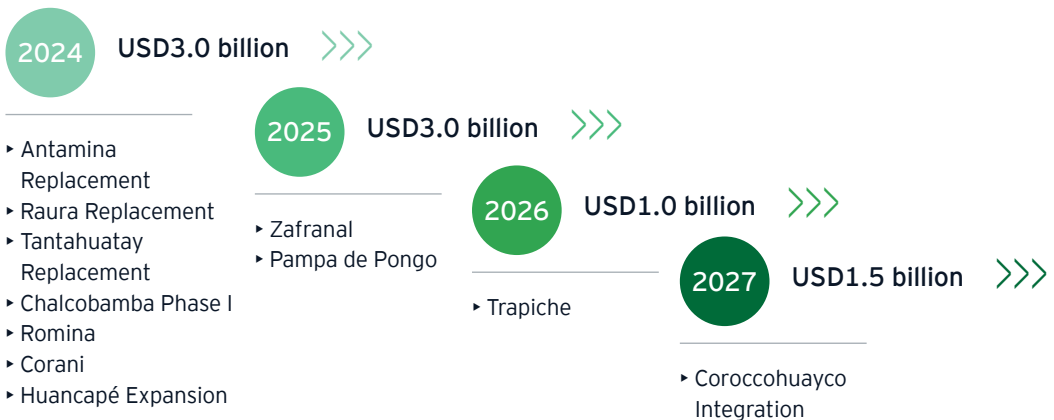 2024 USD3.0 billion
‣ Antamina
Replacement
‣ Raura Replacement
‣ Tantahuatay
Replacement
‣ Chalcobamba Phase I
‣ Romina
‣ Corani
‣ Huancapé Expansion
2025 USD3.0 billion
‣ Zafranal
‣ Pampa de Pongo
2026 USD1.0 billion
‣ Trapiche
2027 USD1.5 billion
‣ Coroccohuayco
Integration